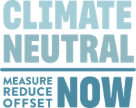 CLIMATE
NEUTRAL
MEASURE
REDUCE
OFFSET
NOW